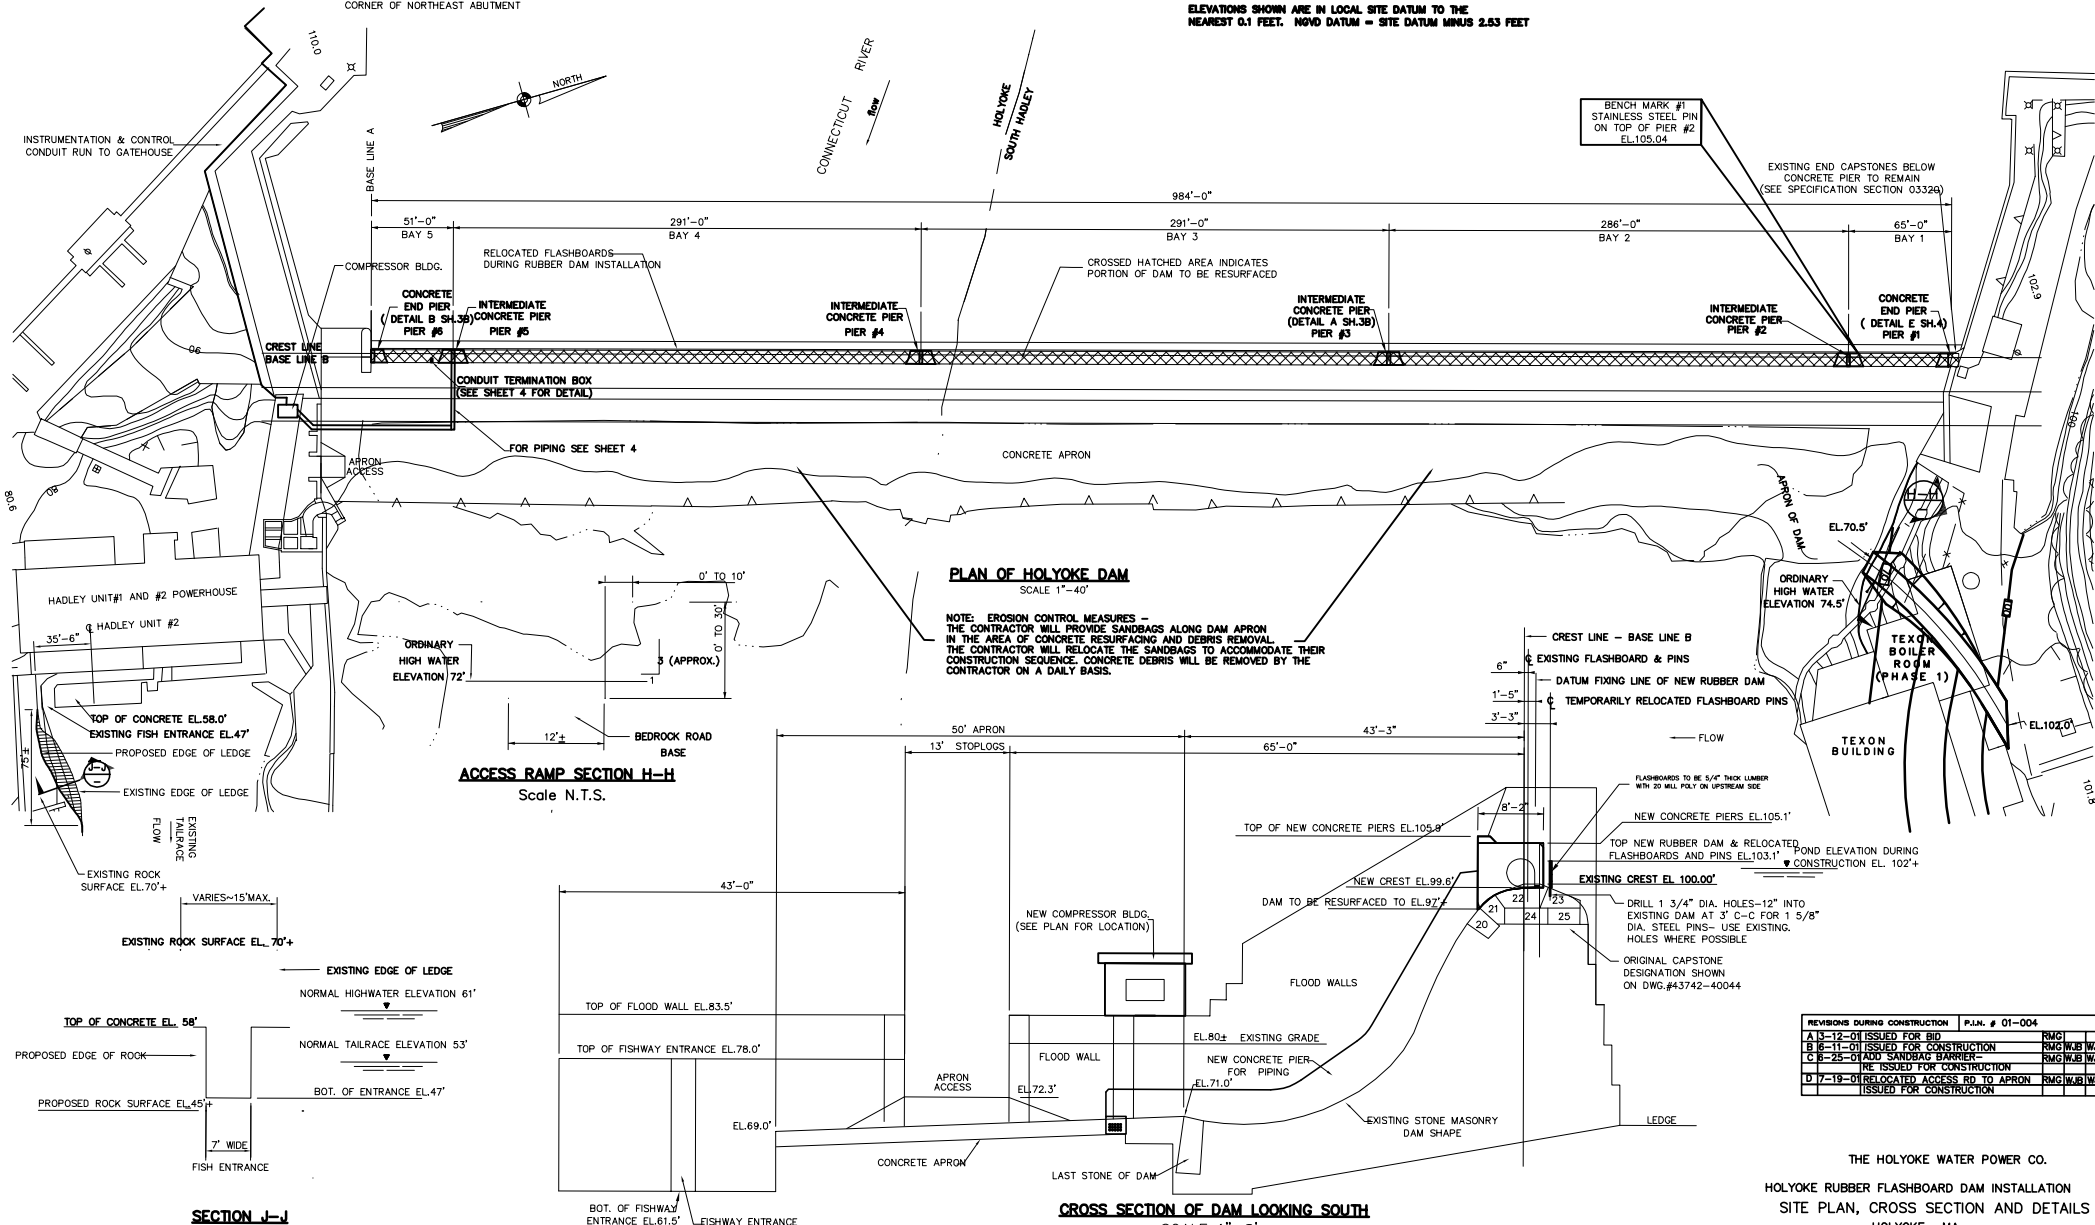 CORNER OF NORTHEAST ABUTMENT
ELEVATIONS SHOWN ARE IN LOCAL SITE DATUM TO THE
NEAREST 0.1 FEET. NGVD DATUM = SITE DATUM MINUS 2.53 FEET
110.0
NORTH
CONNECTICUT RIVER
flow
HOLYOKE
SOUTH HADLEY
BENCH MARK #1
STAINLESS STEEL PIN
ON TOP OF PIER #2
EL.105.04
INSTRUMENTATION & CONTROL
CONDUIT RUN TO GATEHOUSE
BASE LINE A
EXISTING END CAPSTONES BELOW
CONCRETE PIER TO REMAIN
(SEE SPECIFICATION SECTION 03320)
984'-0"
51'-0"
BAY 5
291'-0"
BAY 4
291'-0"
BAY 3
286'-0"
BAY 2
65'-0"
BAY 1
COMPRESSOR BLDG.
RELOCATED FLASHBOARDS
DURING RUBBER DAM INSTALLATION
CROSSED HATCHED AREA INDICATES
PORTION OF DAM TO BE RESURFACED
102.9
CONCRETE
END PIER
( DETAIL B SH.3B)
PIER #6
INTERMEDIATE
CONCRETE PIER
PIER #5
INTERMEDIATE
CONCRETE PIER
PIER #4
INTERMEDIATE
CONCRETE PIER
(DETAIL A SH.3B)
PIER #3
INTERMEDIATE
CONCRETE PIER
PIER #2
CONCRETE
END PIER
( DETAIL E SH.4)
PIER #1
90
CREST LINE
BASE LINE B
CONDUIT TERMINATION BOX
(SEE SHEET 4 FOR DETAIL)
100
FOR PIPING SEE SHEET 4
CONCRETE APRON
APRON
ACCESS
80
80.6
APRON OF DAM
H-H
EL.70.5'
PLAN OF HOLYOKE DAM
SCALE 1"-40'
HADLEY UNIT#1 AND #2 POWERHOUSE
℄ HADLEY UNIT #2
35'-6"
0' TO 10'
0' TO 30'
3 (APPROX.)
1
ORDINARY
HIGH WATER
ELEVATION 72'
ORDINARY
HIGH WATER
ELEVATION 74.5'
NOTE: EROSION CONTROL MEASURES -
THE CONTRACTOR WILL PROVIDE SANDBAGS ALONG DAM APRON
IN THE AREA OF CONCRETE RESURFACING AND DEBRIS REMOVAL.
THE CONTRACTOR WILL RELOCATE THE SANDBAGS TO ACCOMMODATE THEIR
CONSTRUCTION SEQUENCE. CONCRETE DEBRIS WILL BE REMOVED BY THE
CONTRACTOR ON A DAILY BASIS.
CREST LINE - BASE LINE B
6"
℄ EXISTING FLASHBOARD & PINS
DATUM FIXING LINE OF NEW RUBBER DAM
1'-5"
℄ TEMPORARILY RELOCATED FLASHBOARD PINS
3'-3"
TEXON
BOILER
ROOM
(PHASE 1)
TEXON
BUILDING
EL.102.0'
101.8
TOP OF CONCRETE EL.58.0'
EXISTING FISH ENTRANCE EL.47'
PROPOSED EDGE OF LEDGE
75'±
J-J
EXISTING EDGE OF LEDGE
12'±
BEDROCK ROAD
BASE
ACCESS RAMP SECTION H-H
Scale N.T.S.
50' APRON
43'-3"
13' STOPLOGS
65'-0"
FLOW
FLASHBOARDS TO BE 5/4" THICK LUMBER
WITH 20 MILL POLY ON UPSTREAM SIDE
8'-2"
TOP OF NEW CONCRETE PIERS EL.105.9'
NEW CONCRETE PIERS EL.105.1'
TOP NEW RUBBER DAM & RELOCATED
FLASHBOARDS AND PINS EL.103.1'
POND ELEVATION DURING
CONSTRUCTION EL. 102'+
EXISTING TAILRACE
FLOW
EXISTING ROCK
SURFACE EL.70'+
43'-0"
NEW CREST EL.99.6'
EXISTING CREST EL 100.00'
DAM TO BE RESURFACED TO EL.97'+
20
21
22
23
24
25
DRILL 1 3/4" DIA. HOLES-12" INTO
EXISTING DAM AT 3' C-C FOR 1 5/8"
DIA. STEEL PINS- USE EXISTING.
HOLES WHERE POSSIBLE
VARIES~15'MAX.
NEW COMPRESSOR BLDG.
(SEE PLAN FOR LOCATION)
EXISTING ROCK SURFACE EL. 70'+
ORIGINAL CAPSTONE
DESIGNATION SHOWN
ON DWG.#43742-40044
EXISTING EDGE OF LEDGE
NORMAL HIGHWATER ELEVATION 61'
FLOOD WALLS
TOP OF FLOOD WALL EL.83.5'
TOP OF CONCRETE EL. 58'
PROPOSED EDGE OF ROCK
NORMAL TAILRACE ELEVATION 53'
TOP OF FISHWAY ENTRANCE EL.78.0'
EL.80± EXISTING GRADE
FLOOD WALL
NEW CONCRETE PIER
FOR PIPING
APRON
ACCESS
EL.72.3'
EL.71.0'
BOT. OF ENTRANCE EL.47'
PROPOSED ROCK SURFACE EL.45'+
EL.69.0'
EXISTING STONE MASONRY
DAM SHAPE
LEDGE
7' WIDE
FISH ENTRANCE
CONCRETE APRON
LAST STONE OF DAM
SECTION J-J
BOT. OF FISHWAY
ENTRANCE EL.61.5'
FISHWAY ENTRANCE
CROSS SECTION OF DAM LOOKING SOUTH
REVISIONS DURING CONSTRUCTION P.I.N. # 01-004
A 3-12-01 ISSUED FOR BID RMG
B 6-11-01 ISSUED FOR CONSTRUCTION RMG WJB
C 6-25-01 ADD SANDBAG BARRIER- RMG WJB
RE ISSUED FOR CONSTRUCTION
D 7-19-01 RELOCATED ACCESS RD TO APRON RMG WJB
ISSUED FOR CONSTRUCTION
THE HOLYOKE WATER POWER CO.
HOLYOKE RUBBER FLASHBOARD DAM INSTALLATION
SITE PLAN, CROSS SECTION AND DETAILS